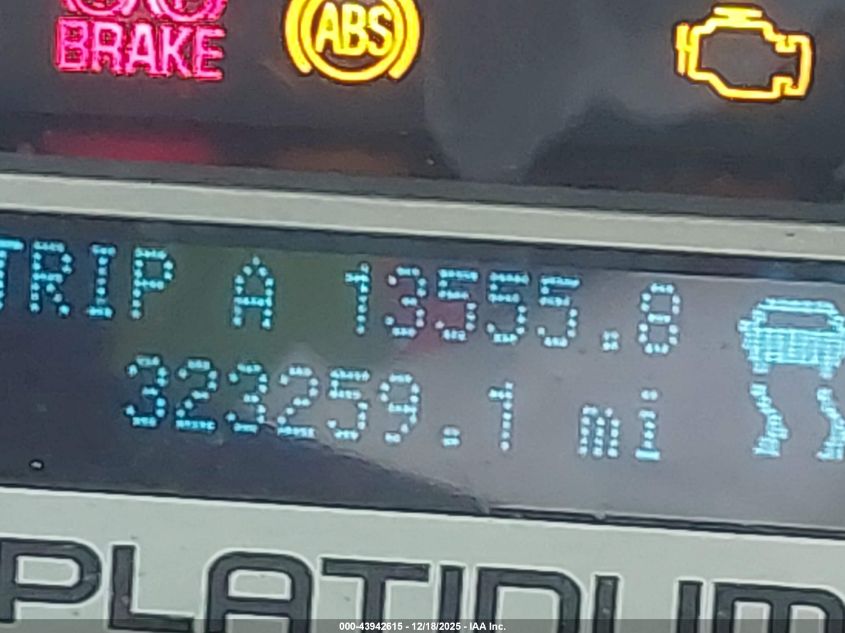 BRAKE ABS
TRIP A 13555.8
323259.1 mi
PLATINUM
000-43942615 - 12/18/2025 - IAA Inc.